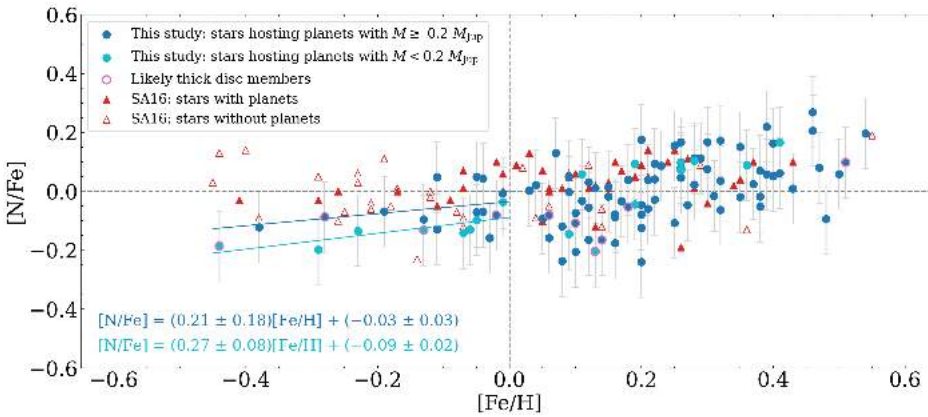 This study: stars hosting planets with M ≥ 0.2 MJup
This study: stars hosting planets with M < 0.2 MJup
Likely thick disc members
SA16: stars with planets
SA16: stars without planets
[N/Fe]
0.6
0.4
0.2
0.0
−0.2
−0.4
−0.6
[N/Fe] = (0.21 ± 0.18)[Fe/H] + (−0.03 ± 0.03)
[N/Fe] = (0.27 ± 0.08)[Fe/H] + (−0.09 ± 0.02)
−0.6 −0.4 −0.2 0.0 0.2 0.4 0.6
[Fe/H]